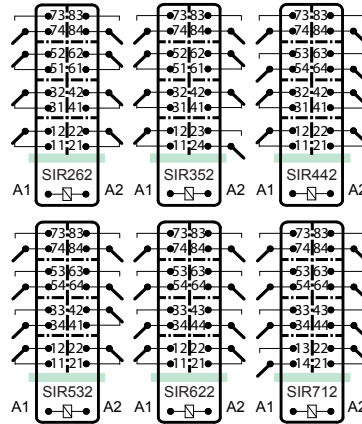 73 83 73 83 73 83
74 84 74 84 74 84
52 62 52 62 53 63
51 61 51 61 54 64
32 42 32 42 32 42
31 41 31 41 31 41
12 22 12 23 12 22
11 21 11 24 11 21
SIR262 SIR352 SIR442
A1 A2 A1 A2 A1 A2
73 83 73 83 73 83
74 84 74 84 74 84
53 63 53 63 53 63
54 64 54 64 54 64
33 42 33 43 33 43
34 41 34 44 34 44
12 22 12 22 13 22
11 21 11 21 14 21
SIR532 SIR622 SIR712
A1 A2 A1 A2 A1 A2